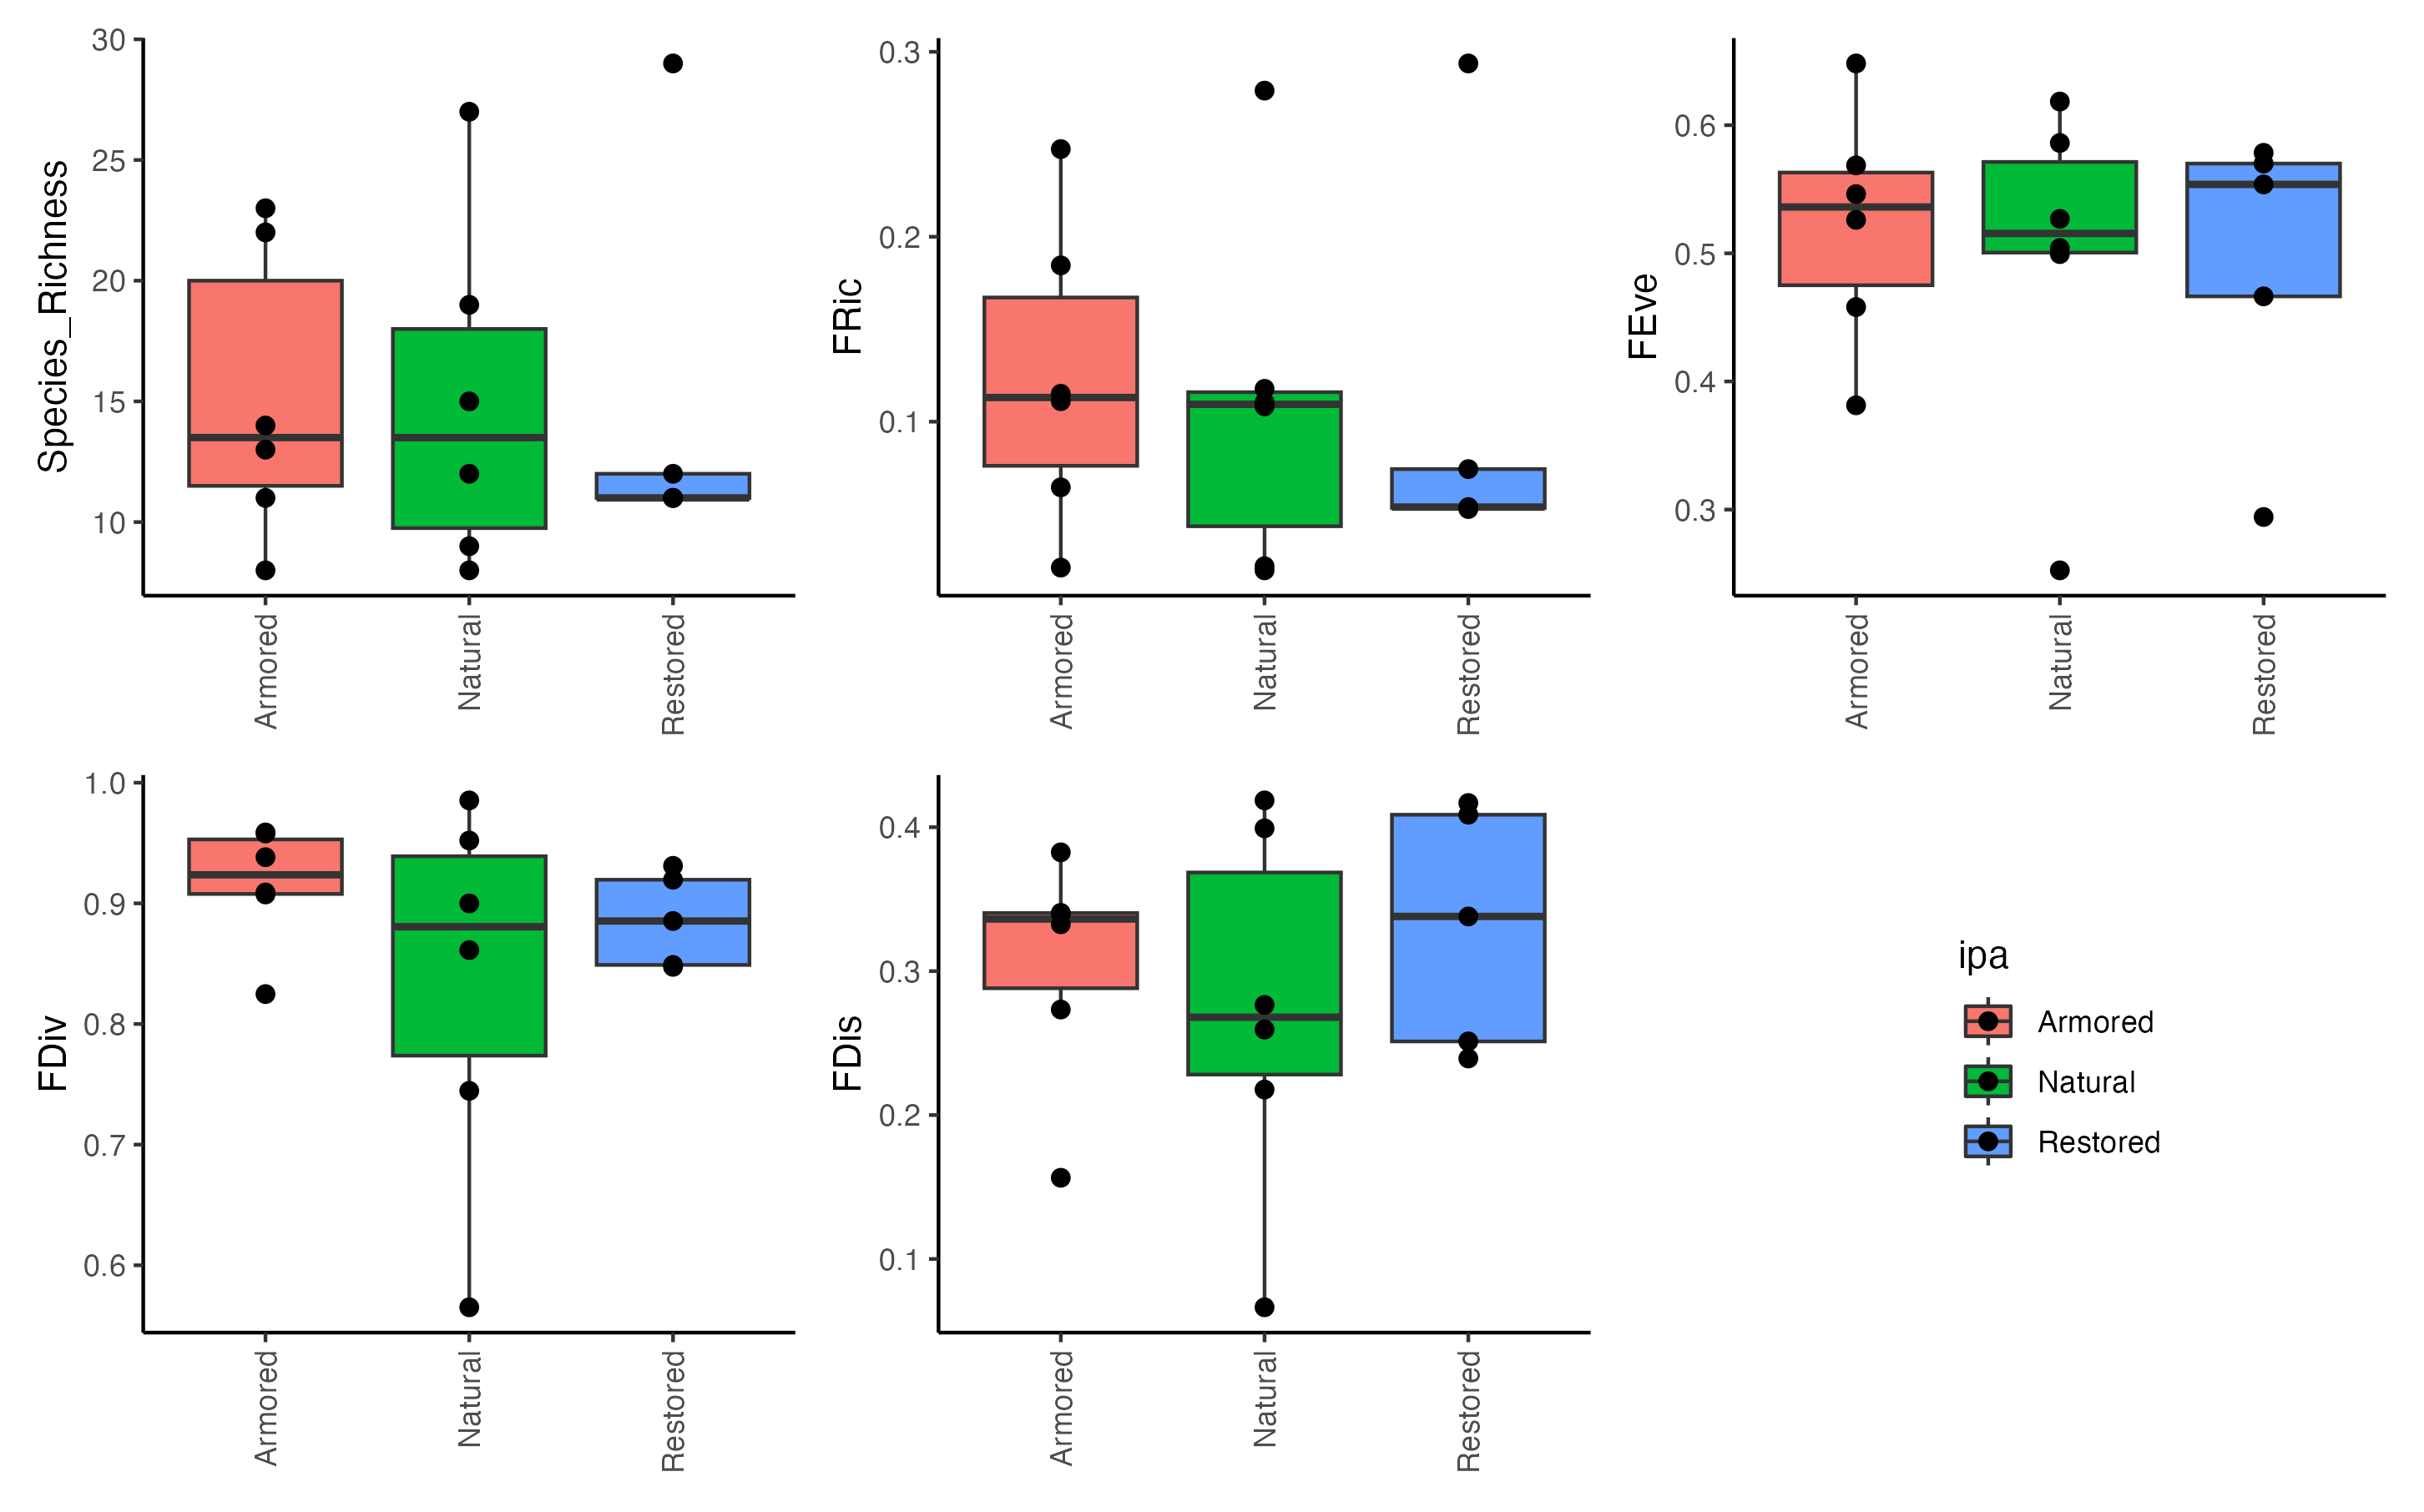 Species_Richness
30
25
20
15
10
Armored
Natural
Restored
FRic
0.3
0.2
0.1
Armored
Natural
Restored
FEve
0.6
0.5
0.4
0.3
Armored
Natural
Restored
FDiv
1.0
0.9
0.8
0.7
0.6
Armored
Natural
Restored
FDis
0.4
0.3
0.2
0.1
Armored
Natural
Restored
ipa
Armored
Natural
Restored